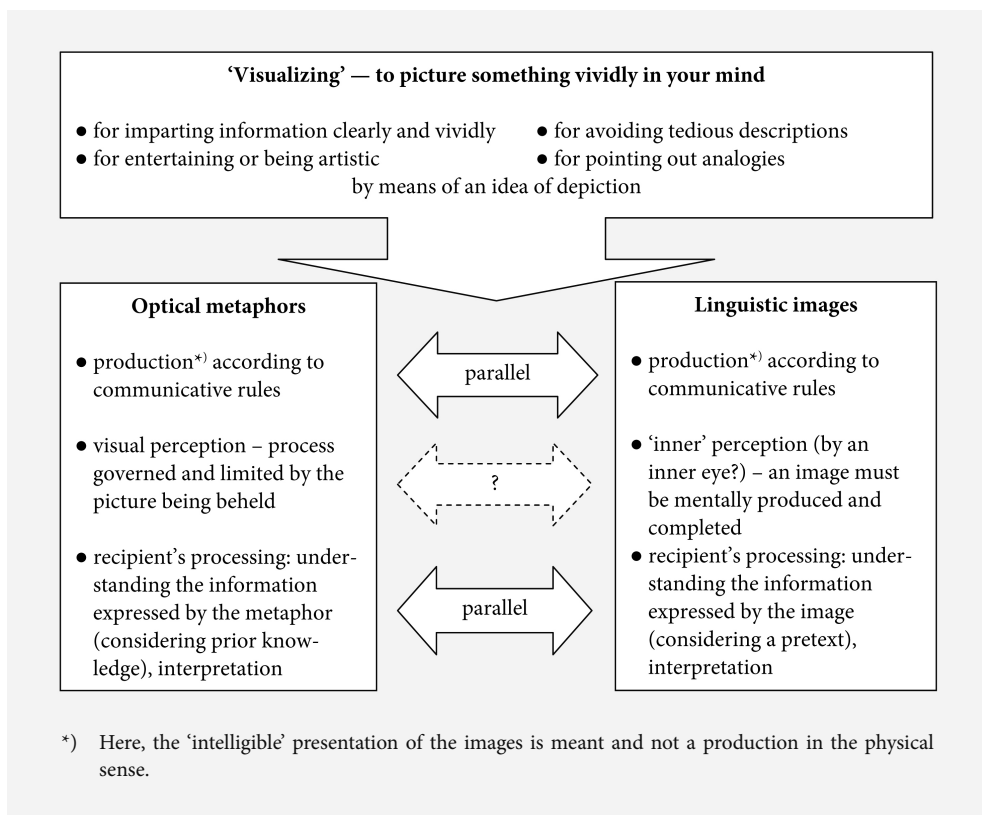 ‘Visualizing’ — to picture something vividly in your mind
● for imparting information clearly and vividly
● for entertaining or being artistic
● for avoiding tedious descriptions
● for pointing out analogies
by means of an idea of depiction
Optical metaphors
● production*) according to
communicative rules
● visual perception – process
governed and limited by the
picture being beheld
● recipient’s processing: under-
standing the information
expressed by the metaphor
(considering prior know-
ledge), interpretation
parallel
?
parallel
Linguistic images
● production*) according to
communicative rules
● ‘inner’ perception (by an
inner eye?) – an image must
be mentally produced and
completed
● recipient’s processing: under-
standing the information
expressed by the image
(considering a pretext),
interpretation
*) Here, the ‘intelligible’ presentation of the images is meant and not a production in the physical
sense.